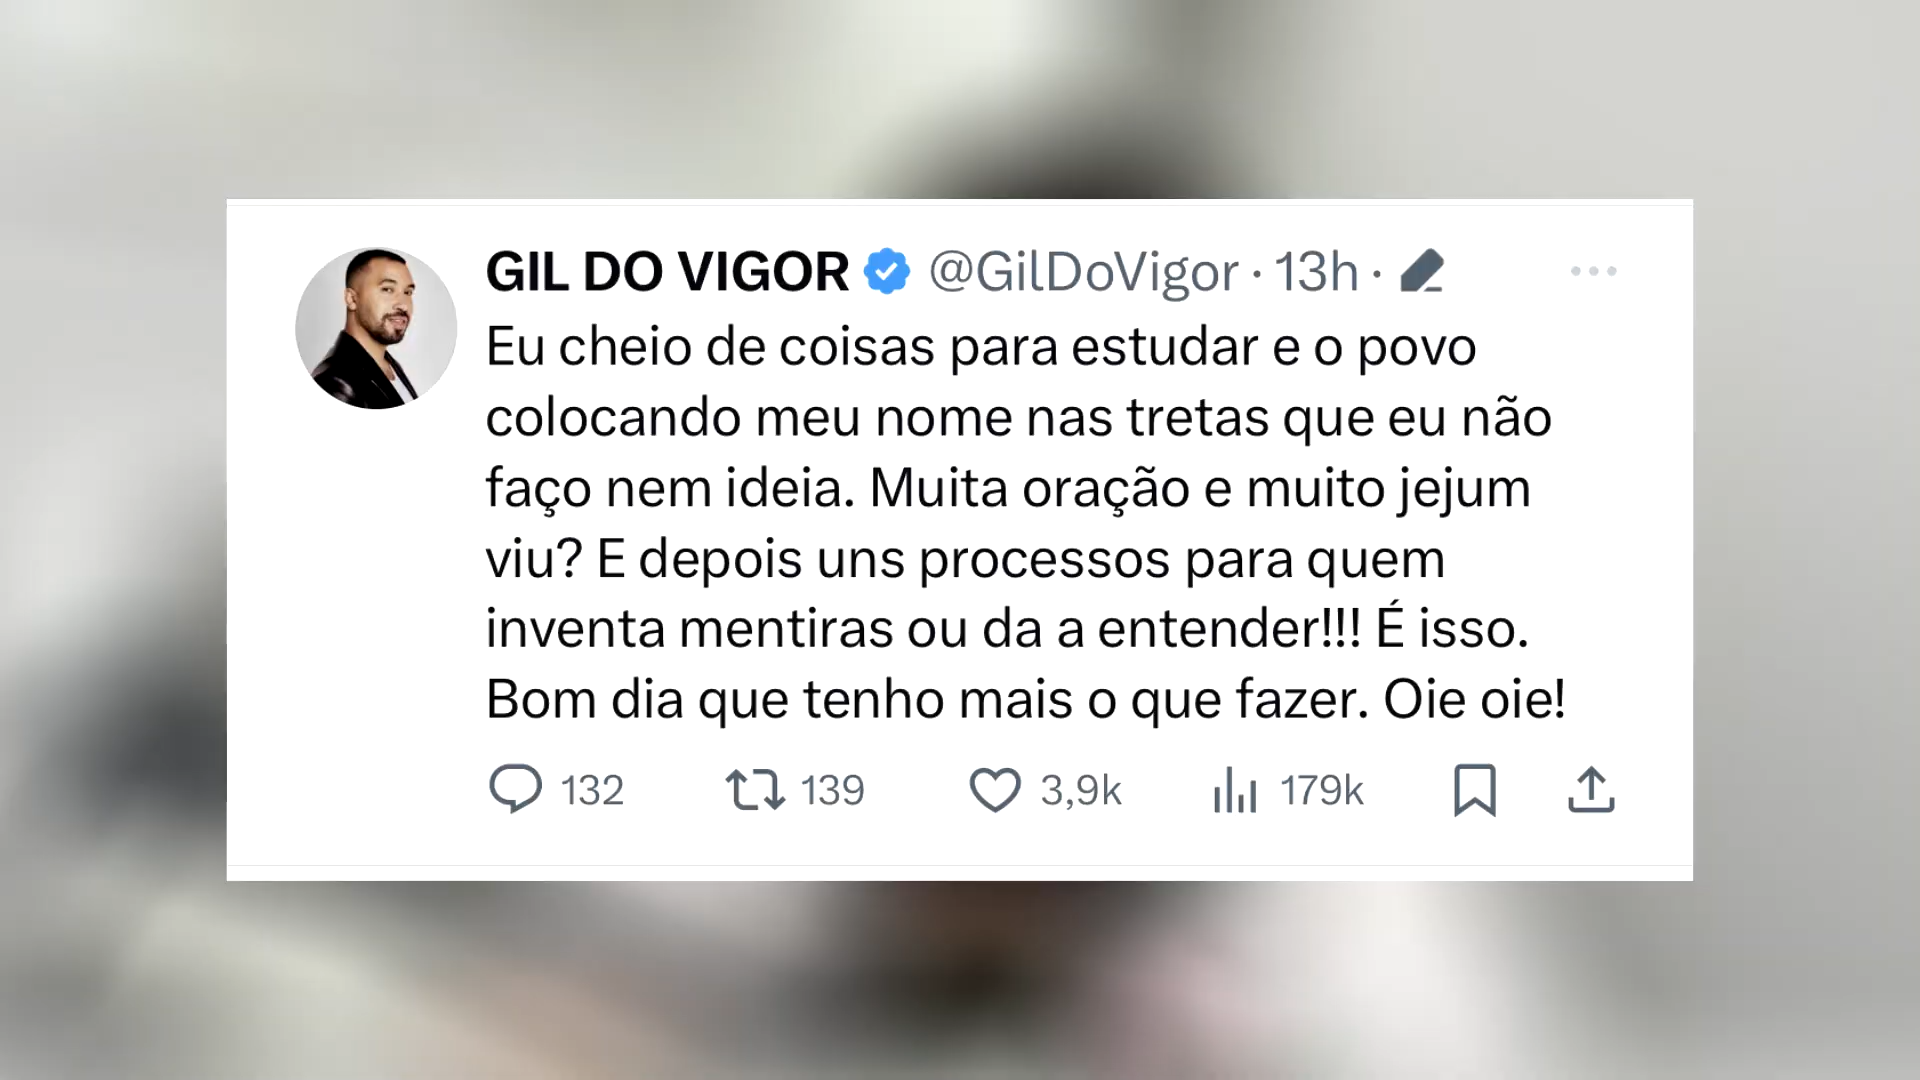 GIL DO VIGOR @GilDoVigor · 13h ·
Eu cheio de coisas para estudar e o povo
colocando meu nome nas tretas que eu não
faço nem ideia. Muita oração e muito jejum
viu? E depois uns processos para quem
inventa mentiras ou da a entender!!! É isso.
Bom dia que tenho mais o que fazer. Oie oie!
132 139 3,9k 179k